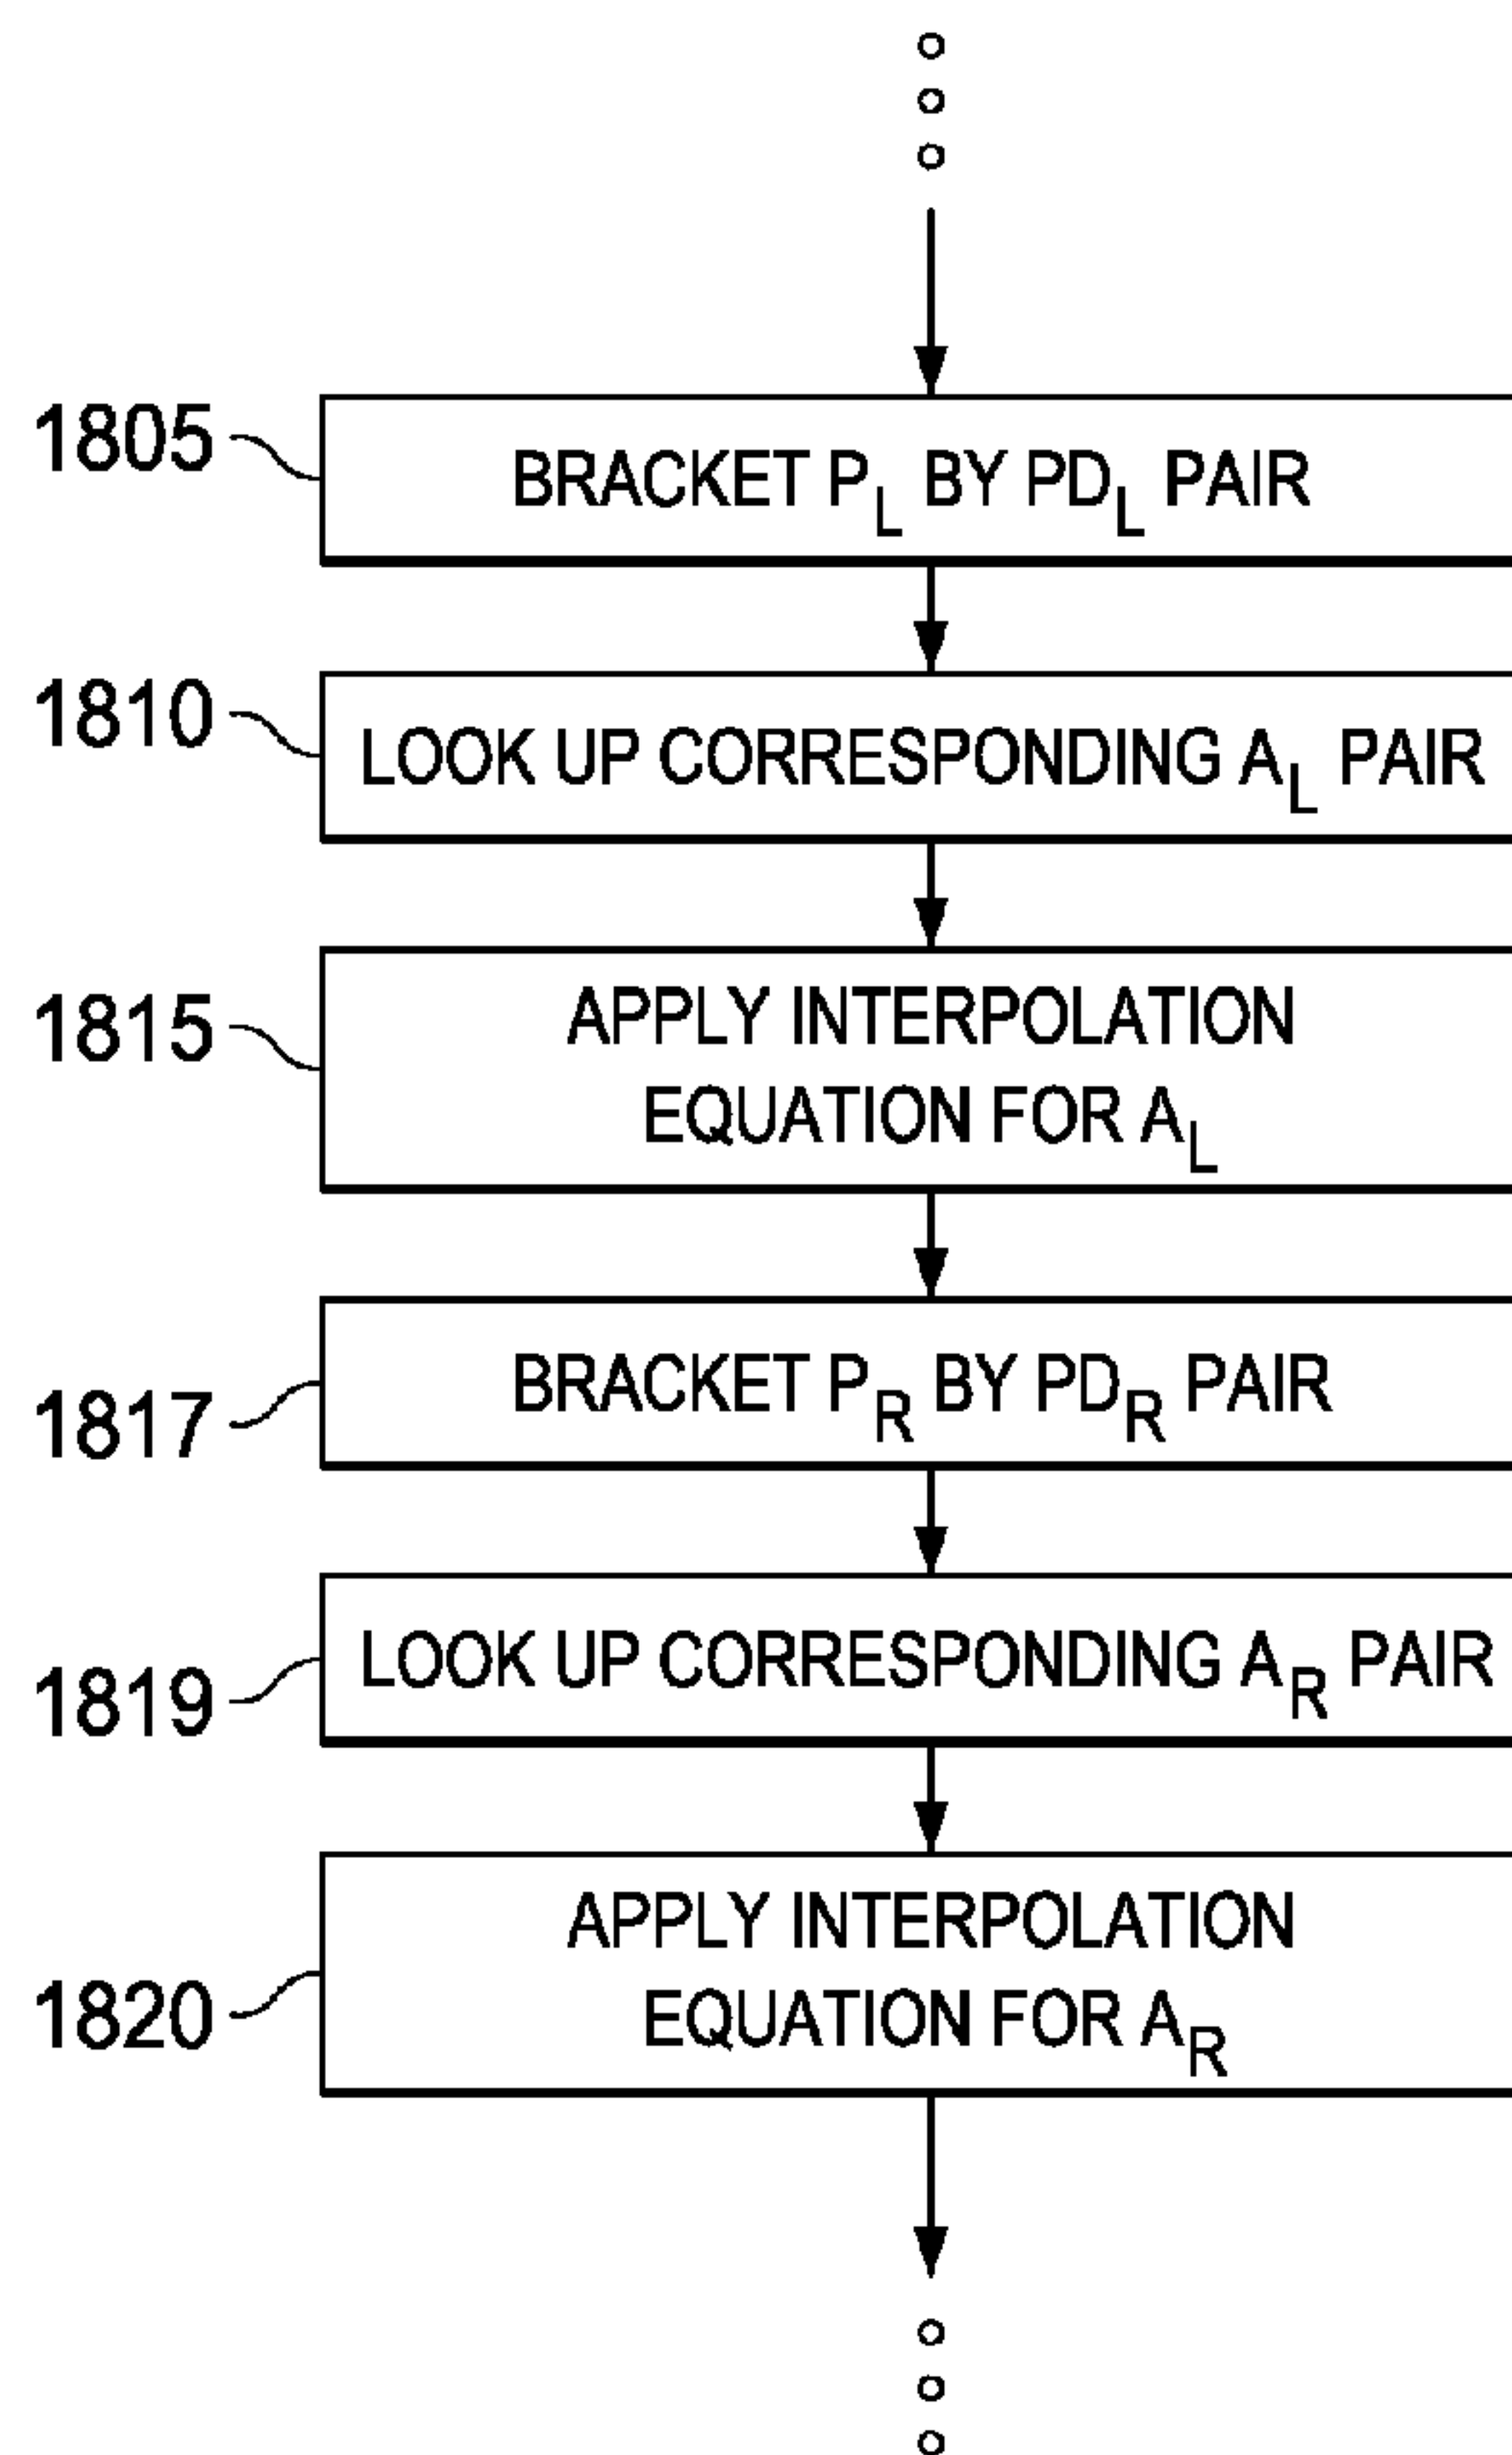 1805
BRACKET P_L BY PD_L PAIR
1810
LOOK UP CORRESPONDING A_L PAIR
1815
APPLY INTERPOLATION
EQUATION FOR A_L
1817
BRACKET P_R BY PD_R PAIR
1819
LOOK UP CORRESPONDING A_R PAIR
1820
APPLY INTERPOLATION
EQUATION FOR A_R